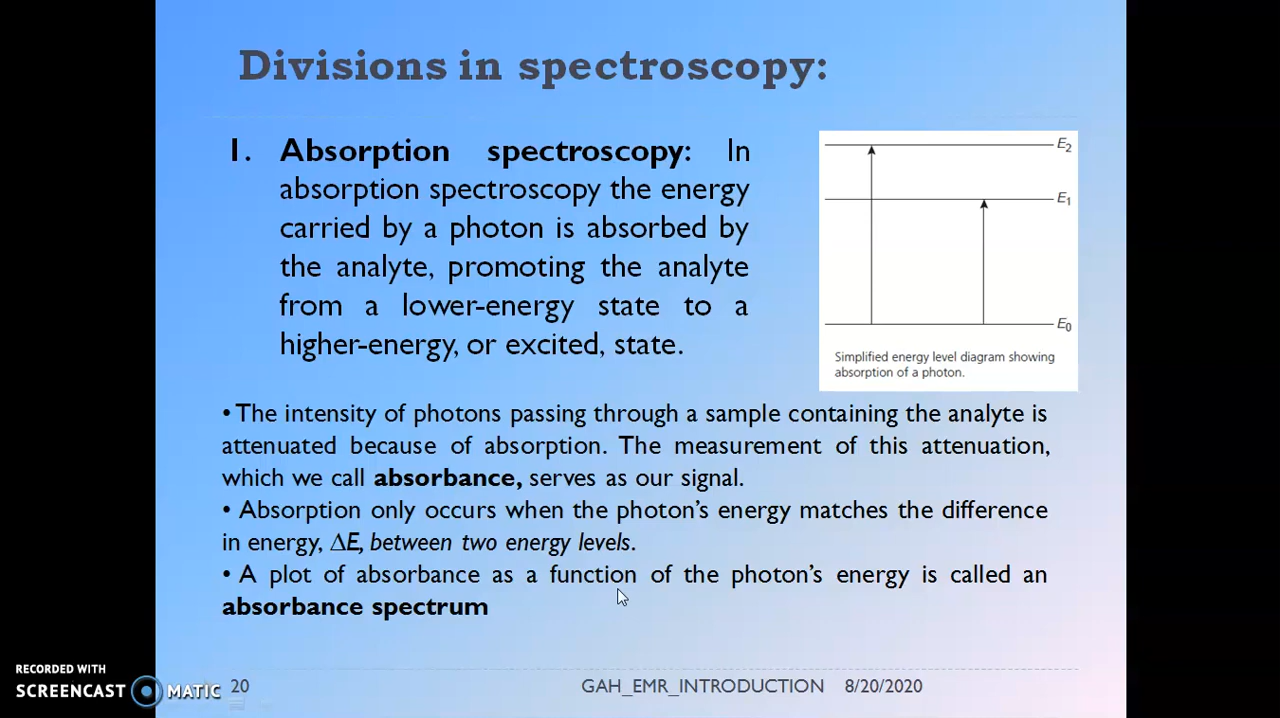 Divisions in spectroscopy:
1. Absorption spectroscopy: In
absorption spectroscopy the energy
carried by a photon is absorbed by
the analyte, promoting the analyte
from a lower-energy state to a
higher-energy, or excited, state.
E2
E1
E0
Simplified energy level diagram showing
absorption of a photon.
• The intensity of photons passing through a sample containing the analyte is
attenuated because of absorption. The measurement of this attenuation,
which we call absorbance, serves as our signal.
• Absorption only occurs when the photon's energy matches the difference
in energy, ΔE, between two energy levels.
• A plot of absorbance as a function of the photon's energy is called an
absorbance spectrum
RECORDED WITH
SCREENCAST MATIC
20
GAH_EMR_INTRODUCTION 8/20/2020